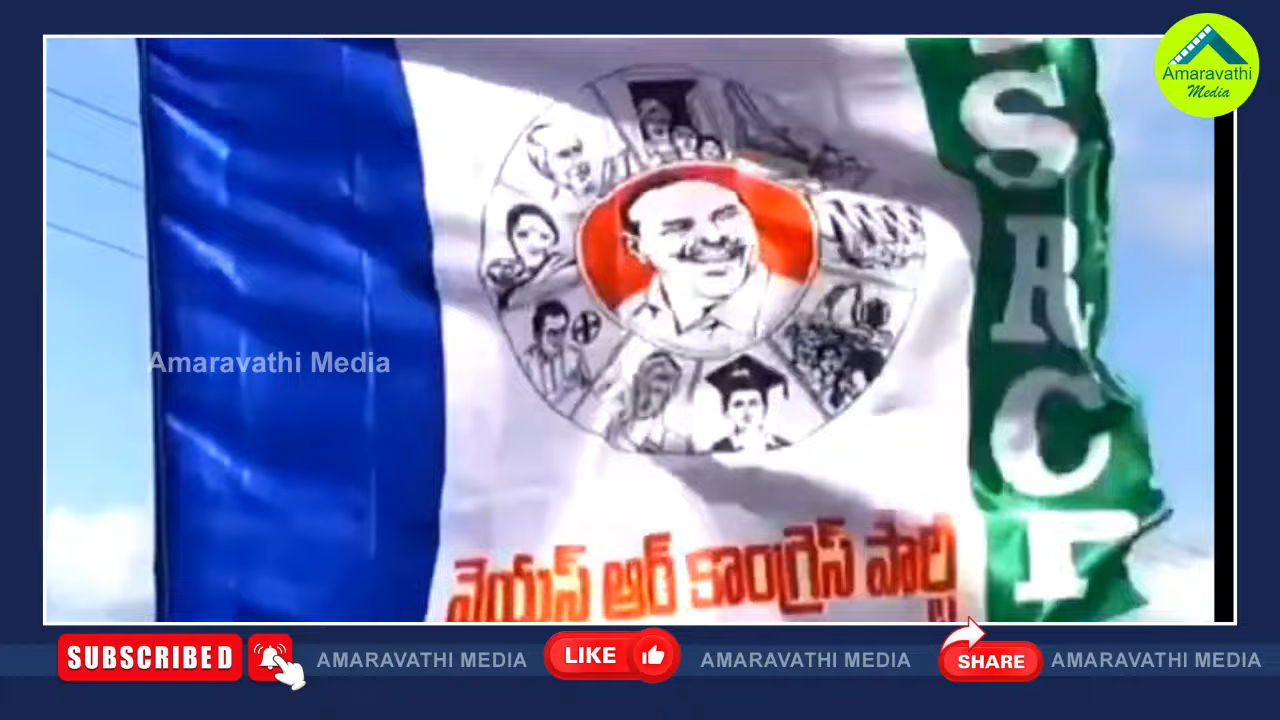 Amaravathi
Media
SRCP
Amaravathi Media
వైయస్ ఆర్ కాంగ్రెస్ పార్టీ
SUBSCRIBED
AMARAVATHI MEDIA
LIKE
AMARAVATHI MEDIA
SHARE
AMARAVATHI MEDIA